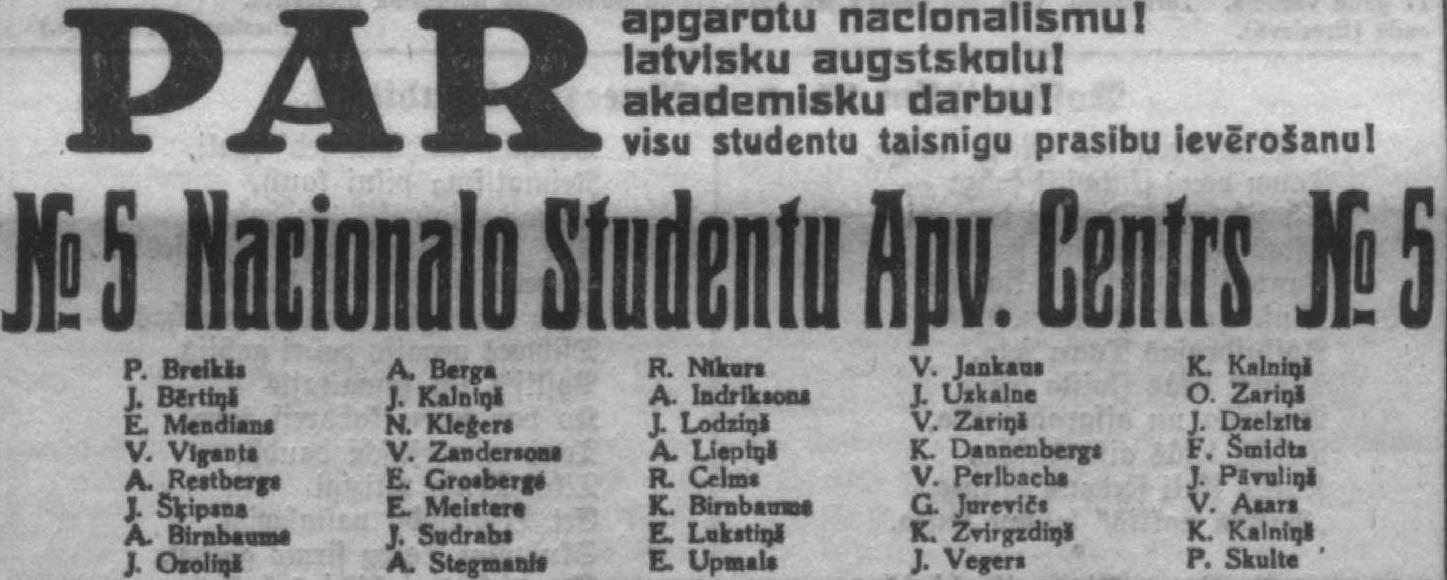 PAR
apgarotu nacionalismu!
latvisku augstskolu!
akademisku darbu!
visu studentu taisnigu prasibu ievērošanu!
№ 5 Nacionalo Studentu Apv. Centrs № 5
P. Breikšs
J. Bērtiņš
E. Mendians
V. Vigants
A. Restbergs
J. Šķipsna
A. Birnbaums
J. Ozoliņš
A. Berga
J. Kalniņš
N. Kleģers
V. Zandersons
E. Grosbergs
E. Meistere
J. Sudrabs
A. Stegmanis
R. Nīkurs
A. Indriksons
J. Lodziņš
A. Liepiņš
R. Celms
K. Birnbaums
E. Lukstiņš
E. Upmals
V. Jankaus
J. Uzkalne
V. Zariņš
K. Dannenbergs
V. Perlbachs
G. Jurevičs
K. Zvirgzdiņš
J. Vegers
K. Kalniņš
O. Zariņš
J. Dzelzīts
F. Šmidts
J. Pāvuliņš
V. Asars
K. Kalniņš
P. Skulte